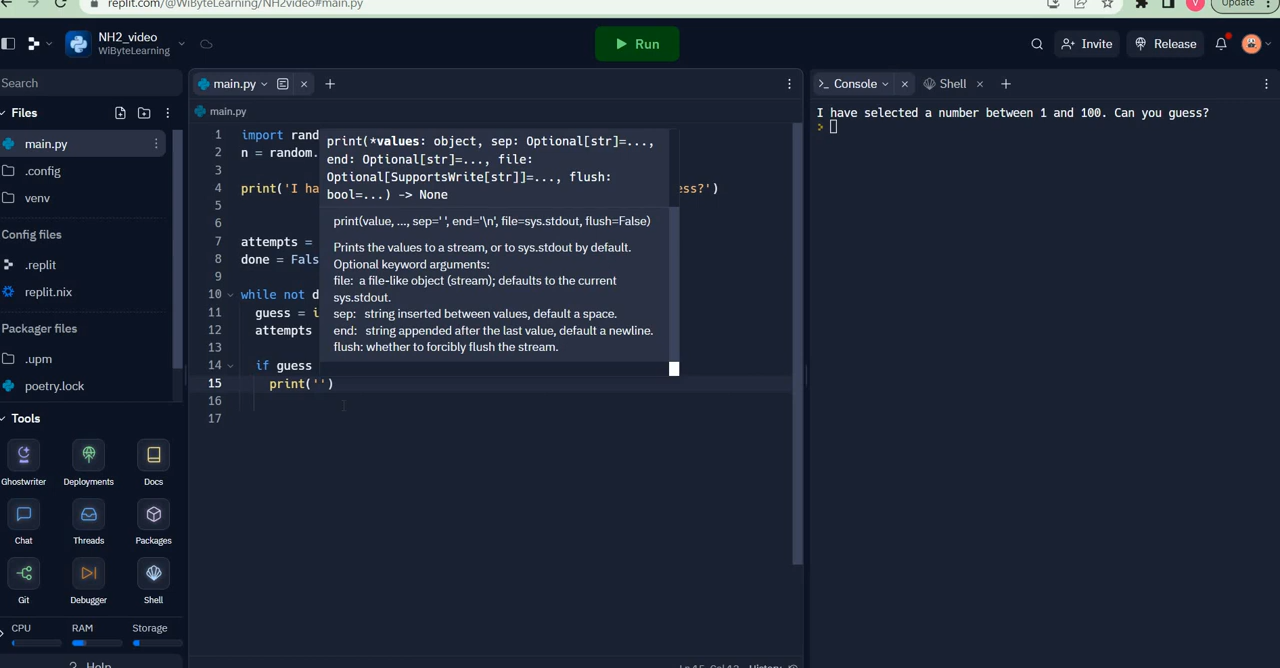 replit.com/@WiByteLearning/NH2video#main.py
Update
NH2_video
WiByteLearning
Run
Invite
Release
Search
Files
main.py
.config
venv
Config files
.replit
replit.nix
Packager files
.upm
poetry.lock
Tools
Ghostwriter
Deployments
Docs
Chat
Threads
Packages
Git
Debugger
Shell
CPU
RAM
Storage
Help
main.py
main.py
1 import rand
2 n = random.
3
4 print('I ha ess?')
5
6
7 attempts =
8 done = Fals
9
10 while not d
11 guess = i
12 attempts
13
14 if guess
15 print('')
16
17
print(*values: object, sep: Optional[str]=...,
end: Optional[str]=..., file:
Optional[SupportsWrite[str]]=..., flush:
bool=...) -> None
print(value, ..., sep=' ', end='\n', file=sys.stdout, flush=False)
Prints the values to a stream, or to sys.stdout by default.
Optional keyword arguments:
file: a file-like object (stream); defaults to the current
sys.stdout.
sep: string inserted between values, default a space.
end: string appended after the last value, default a newline.
flush: whether to forcibly flush the stream.
>_ Console
Shell
I have selected a number between 1 and 100. Can you guess?
>